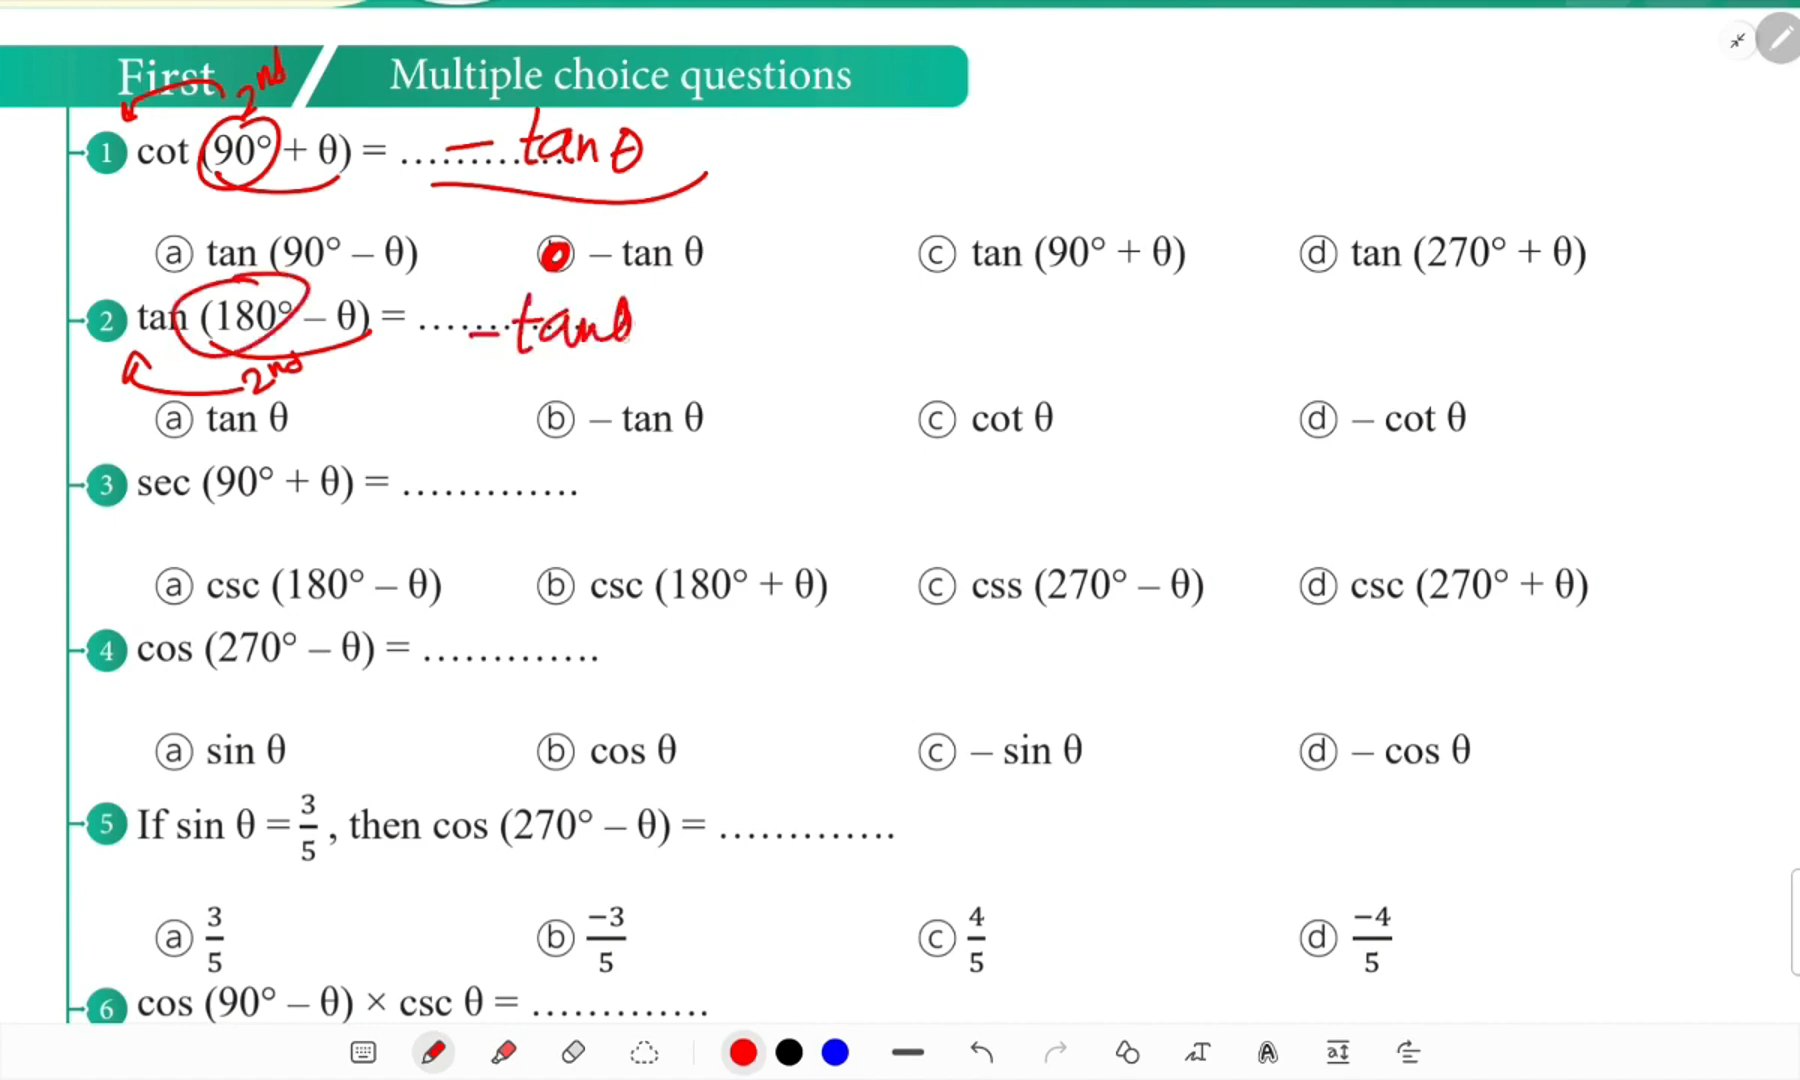 First Multiple choice questions
2nd
1 cot (90° + θ) = ............. – tan θ
ⓐ tan (90° – θ) – tan θ ⓒ tan (90° + θ) ⓓ tan (270° + θ)
2 tan (180° – θ) = ............. – tan θ
2nd
ⓐ tan θ ⓑ – tan θ ⓒ cot θ ⓓ – cot θ
3 sec (90° + θ) = .............
ⓐ csc (180° – θ) ⓑ csc (180° + θ) ⓒ css (270° – θ) ⓓ csc (270° + θ)
4 cos (270° – θ) = .............
ⓐ sin θ ⓑ cos θ ⓒ – sin θ ⓓ – cos θ
5 If sin θ = 3/5 , then cos (270° – θ) = .............
ⓐ 3/5 ⓑ –3/5 ⓒ 4/5 ⓓ –4/5
6 cos (90° – θ) × csc θ = .............